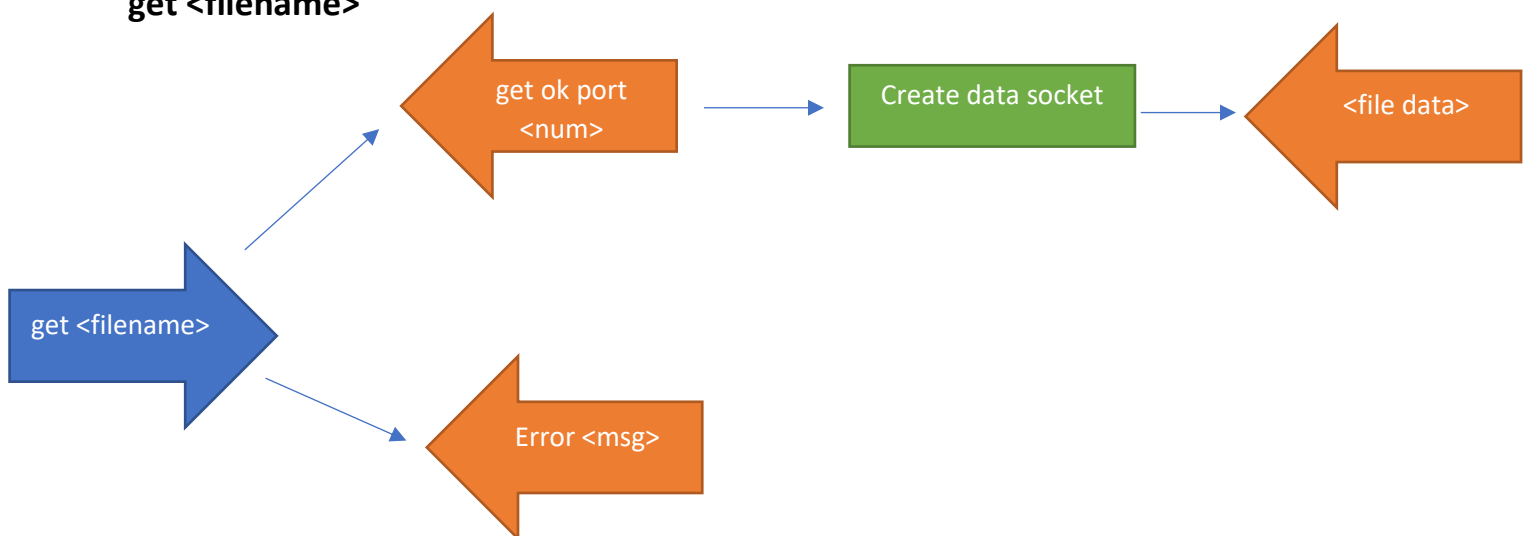 get <filename>
get ok port
<num>
Create data socket
<file data>
get <filename>
Error <msg>